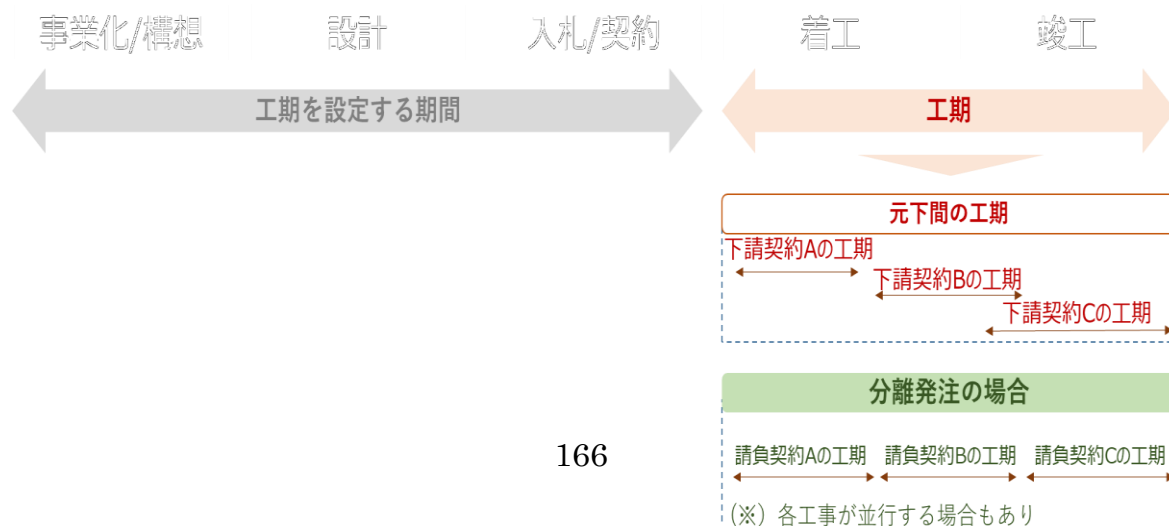 事業化/構想 設計 入札/契約 着工 竣工
工期を設定する期間 工期
元下間の工期
下請契約Aの工期
下請契約Bの工期
下請契約Cの工期
分離発注の場合
166
請負契約Aの工期 請負契約Bの工期 請負契約Cの工期
(※) 各工事が並行する場合もあり